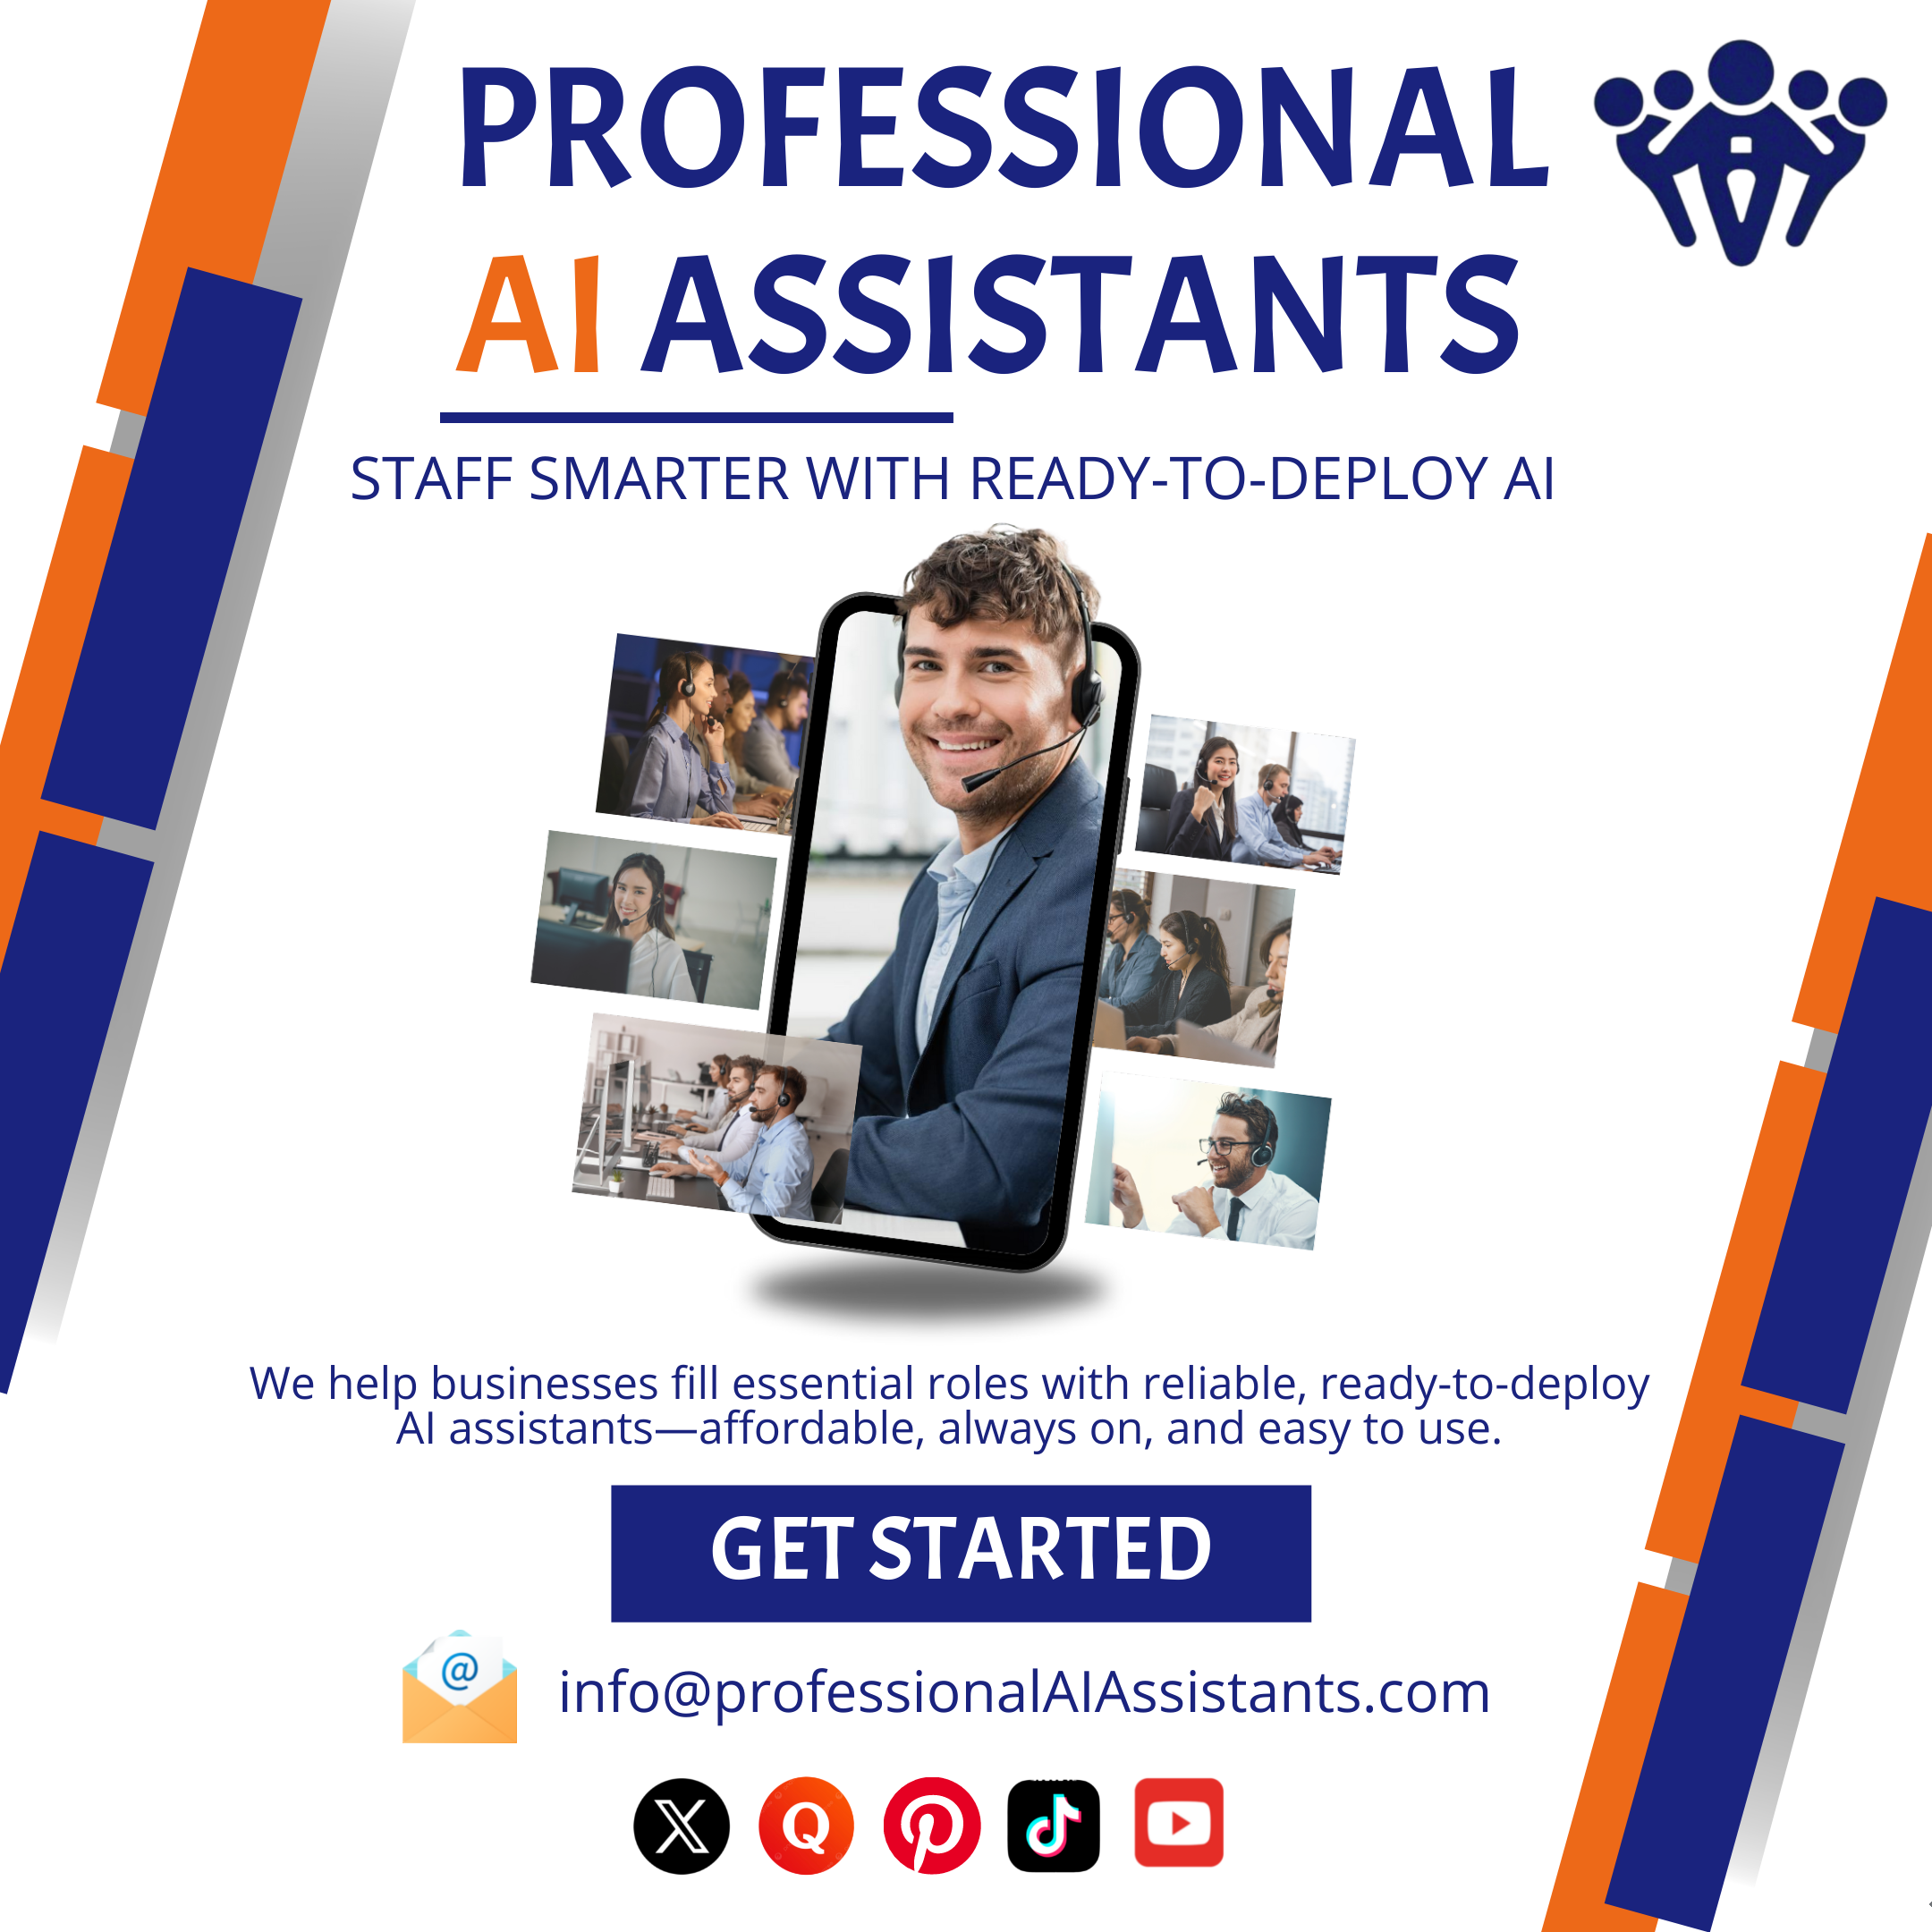 PROFESSIONAL
AI ASSISTANTS
STAFF SMARTER WITH READY-TO-DEPLOY AI
We help businesses fill essential roles with reliable, ready-to-deploy
AI assistants—affordable, always on, and easy to use.
GET STARTED
@
info@professionalAIAssistants.com